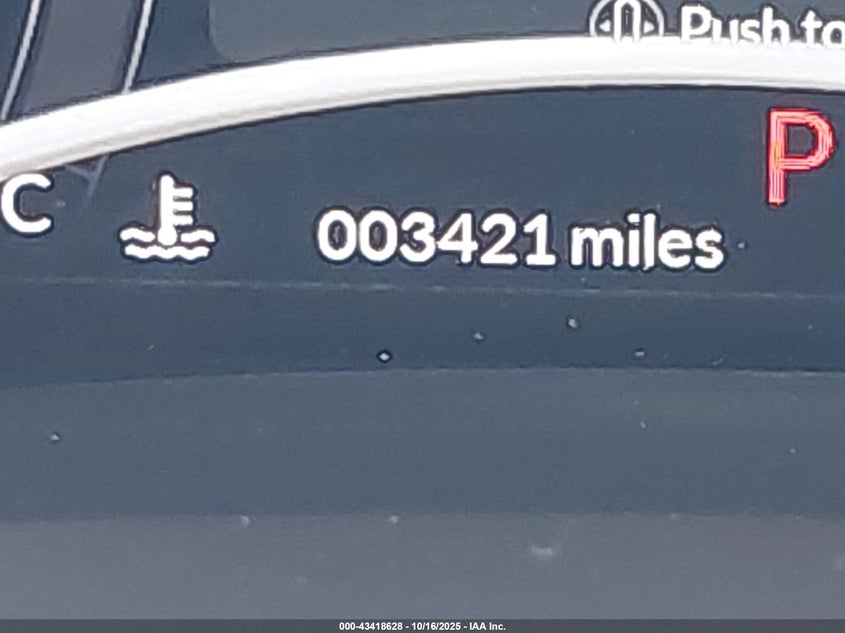 Push to
P
C
003421 miles
000-43418628 - 10/16/2025 - IAA Inc.